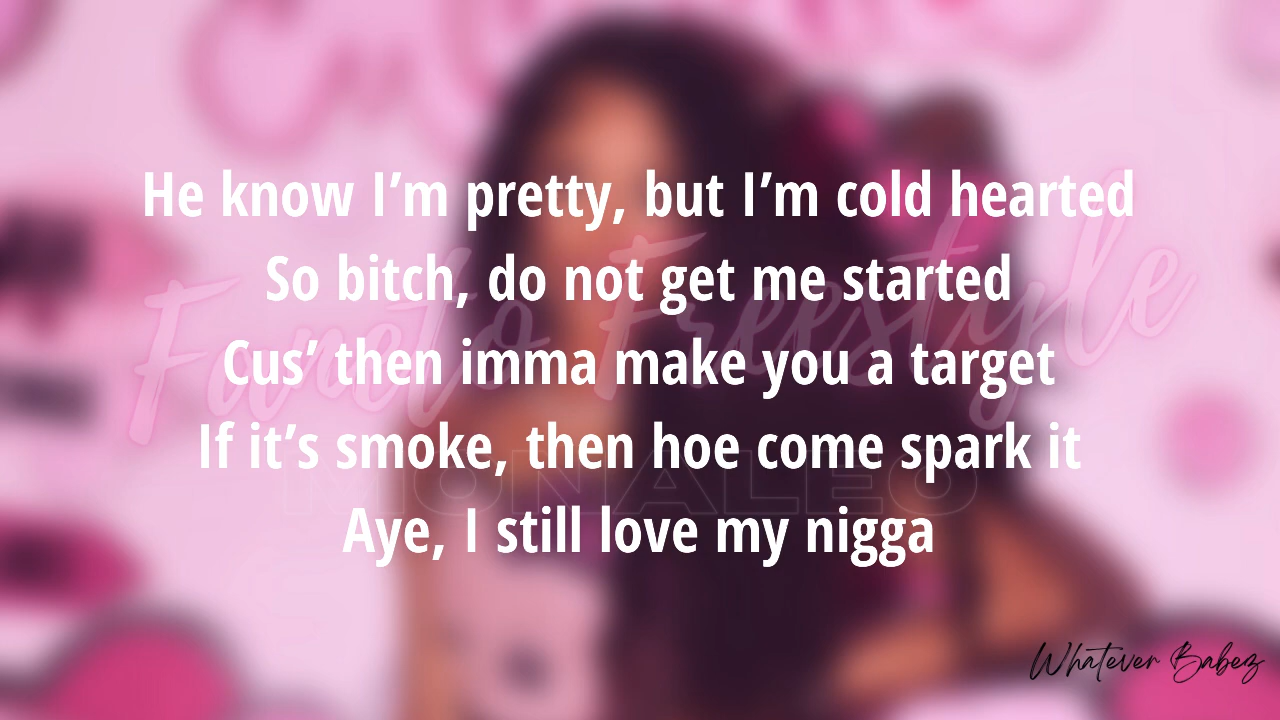 He know I’m pretty, but I’m cold hearted
So bitch, do not get me started
Cus’ then imma make you a target
If it’s smoke, then hoe come spark it
Aye, I still love my nigga
Faneto Freestyle
MONALEO
Whatever Babez